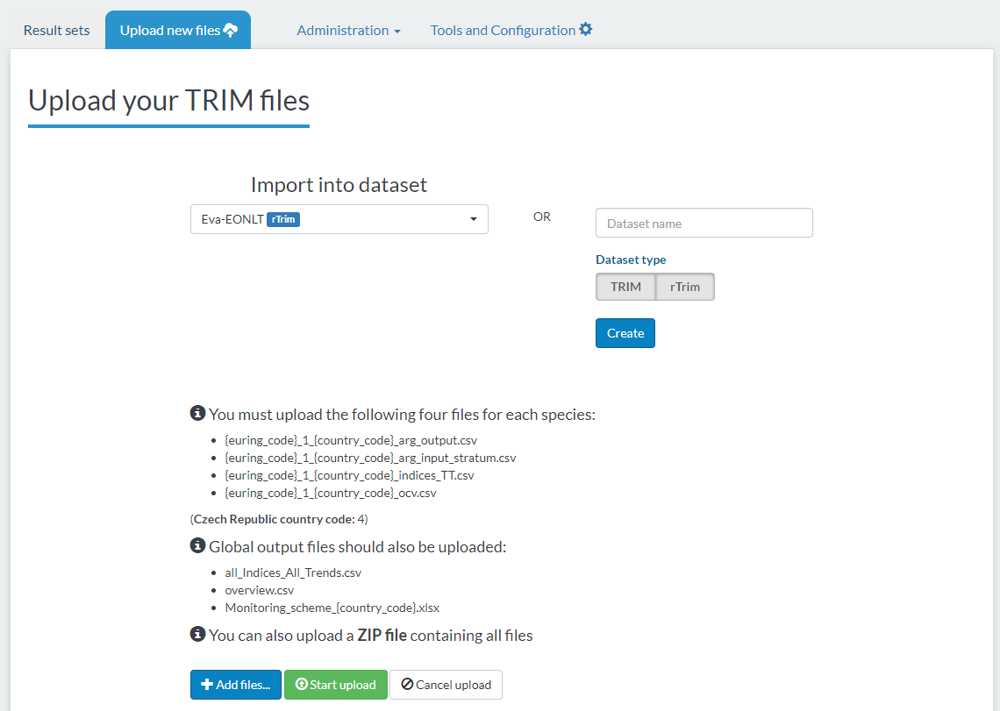 Result sets
Upload new files
Administration
Tools and Configuration
Upload your TRIM files
Import into dataset
Eva-EONLT rTrim
OR
Dataset name
Dataset type
TRIM rTrim
Create
You must upload the following four files for each species:
• {euring_code}_1_{country_code}_arg_output.csv
• {euring_code}_1_{country_code}_arg_input_stratum.csv
• {euring_code}_1_{country_code}_indices_TT.csv
• {euring_code}_1_{country_code}_ocv.csv
(Czech Republic country code: 4)
Global output files should also be uploaded:
• all_Indices_All_Trends.csv
• overview.csv
• Monitoring_scheme_{country_code}.xlsx
You can also upload a ZIP file containing all files
Add files...
Start upload
Cancel upload